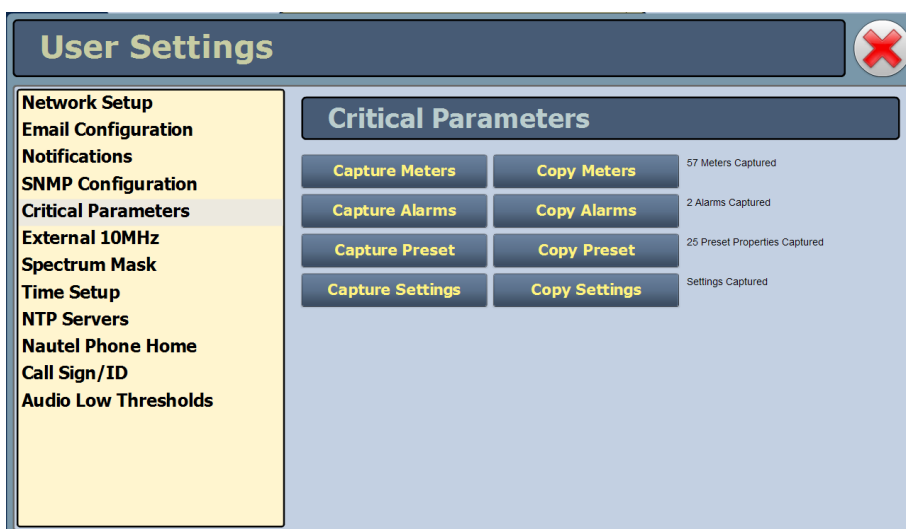 User Settings
Network Setup
Email Configuration
Notifications
SNMP Configuration
Critical Parameters
External 10MHz
Spectrum Mask
Time Setup
NTP Servers
Nautel Phone Home
Call Sign/ID
Audio Low Thresholds
Critical Parameters
Capture Meters Copy Meters 57 Meters Captured
Capture Alarms Copy Alarms 2 Alarms Captured
Capture Preset Copy Preset 25 Preset Properties Captured
Capture Settings Copy Settings Settings Captured